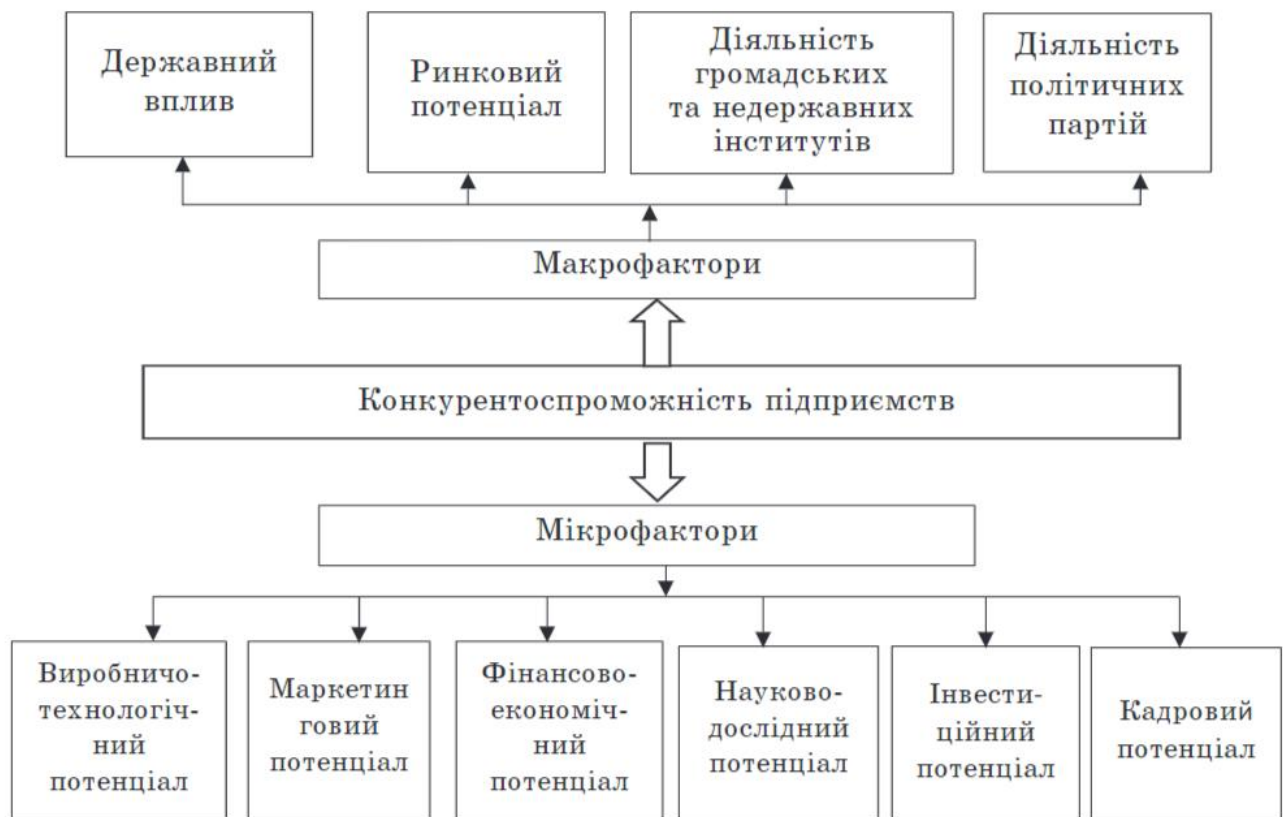 Державний
вплив
Ринковий
потенціал
Діяльність
громадських
та недержавних
інститутів
Діяльність
політичних
партій
Макрофактори
Конкурентоспроможність підприємств
Мікрофактори
Виробничо-
технологіч-
ний
потенціал
Маркетин
говий
потенціал
Фінансово-
економіч-
ний
потенціал
Науково-
дослідний
потенціал
Інвести-
ційний
потенціал
Кадровий
потенціал